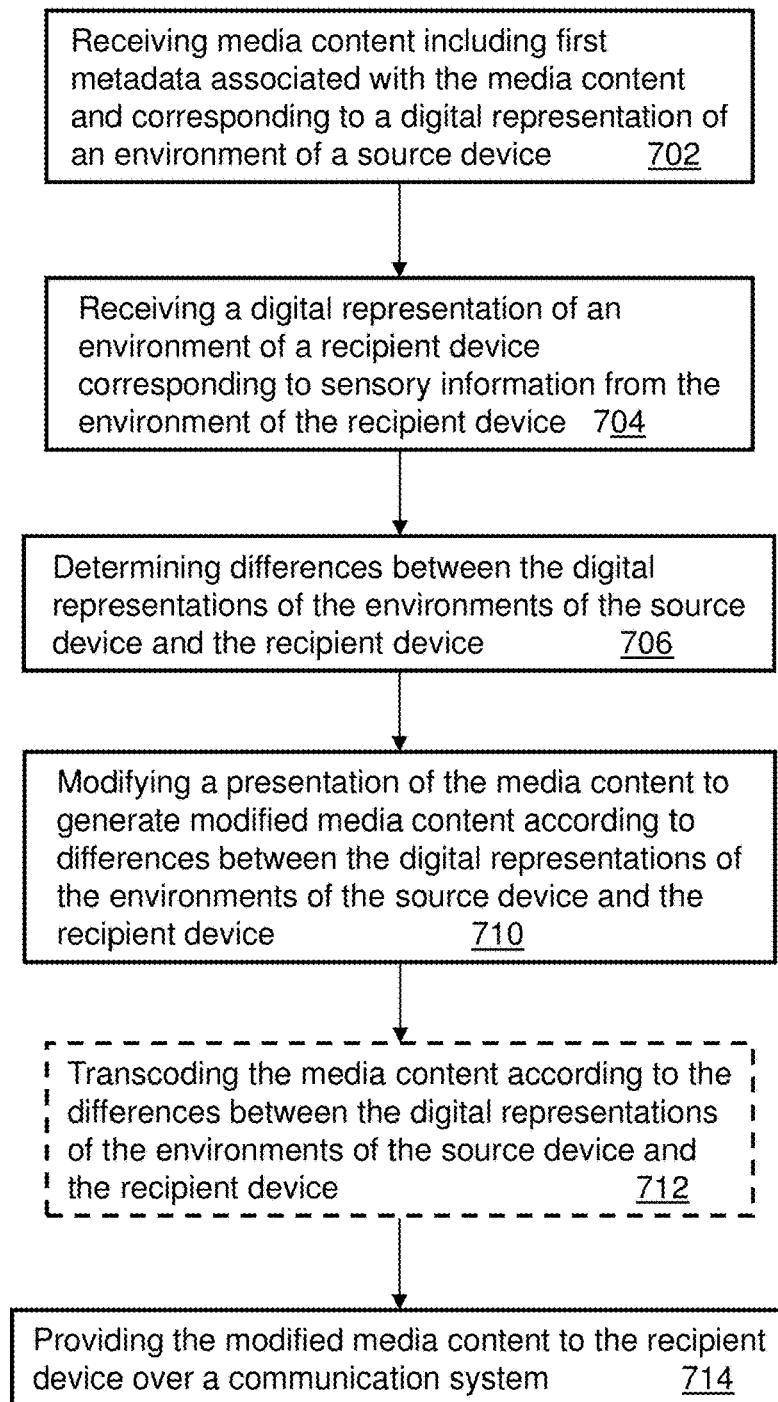 Receiving media content including first
metadata associated with the media content
and corresponding to a digital representation of
an environment of a source device 702
Receiving a digital representation of an
environment of a recipient device
corresponding to sensory information from the
environment of the recipient device 704
Determining differences between the digital
representations of the environments of the source
device and the recipient device 706
Modifying a presentation of the media content to
generate modified media content according to
differences between the digital representations of
the environments of the source device and the
recipient device 710
Transcoding the media content according to the
differences between the digital representations
of the environments of the source device and
the recipient device 712
Providing the modified media content to the recipient
device over a communication system 714